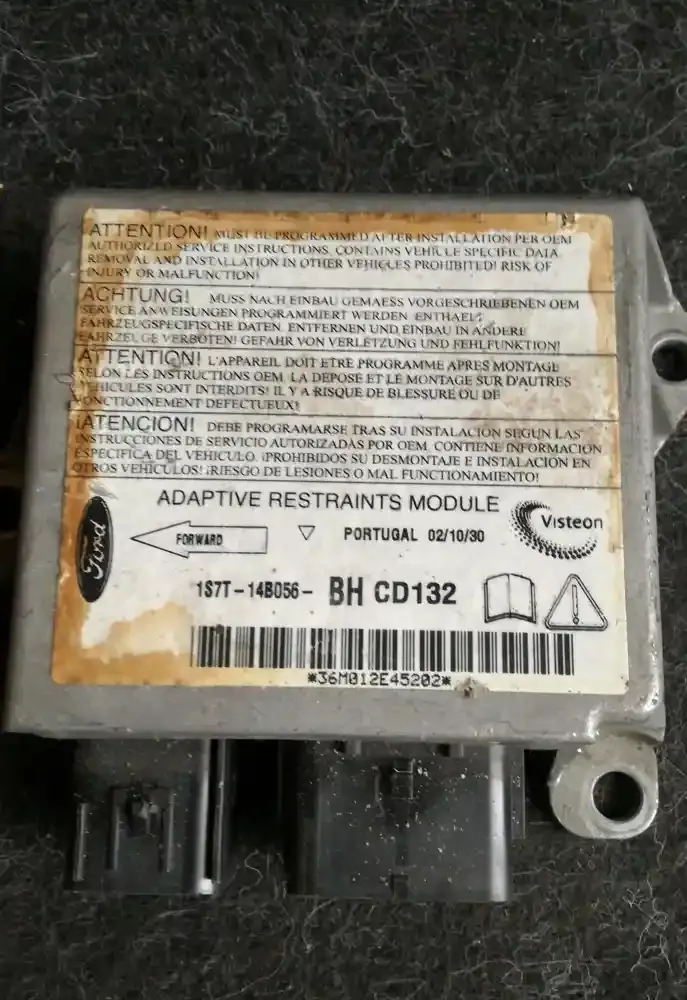 ATTENTION! MUST BE PROGRAMMED AFTER INSTALLATION PER OEM
AUTHORIZED SERVICE INSTRUCTIONS. CONTAINS VEHICLE SPECIFIC DATA.
REMOVAL AND INSTALLATION IN OTHER VEHICLES PROHIBITED! RISK OF
INJURY OR MALFUNCTION!
ACHTUNG! MUSS NACH EINBAU GEMAESS VORGESCHRIEBENEN OEM
SERVICE ANWEISUNGEN PROGRAMMIERT WERDEN. ENTHAELT
FAHRZEUGSPECIFISCHE DATEN. ENTFERNEN UND EINBAU IN ANDERE
FAHRZEUGE VERBOTEN! GEFAHR VON VERLETZUNG UND FEHLFUNKTION!
ATTENTION! L'APPAREIL DOIT ETRE PROGRAMME APRES MONTAGE
SELON LES INSTRUCTIONS OEM. LA DEPOSE ET LE MONTAGE SUR D'AUTRES
VEHICULES SONT INTERDITS! IL Y A RISQUE DE BLESSURE OU DE
FONCTIONNEMENT DEFECTUEUX!
¡ATENCION! DEBE PROGRAMARSE TRAS SU INSTALACION SEGUN LAS
INSTRUCCIONES DE SERVICIO AUTORIZADAS POR OEM. CONTIENE INFORMACION
ESPECIFICA DEL VEHICULO. ¡PROHIBIDOS SU DESMONTAJE E INSTALACION EN
OTROS VEHICULOS! ¡RIESGO DE LESIONES O MAL FUNCIONAMIENTO!
ADAPTIVE RESTRAINTS MODULE
Ford
FORWARD
PORTUGAL 02/10/30
Visteon
1S7T-14B056- BH CD132
*36M012E45202*